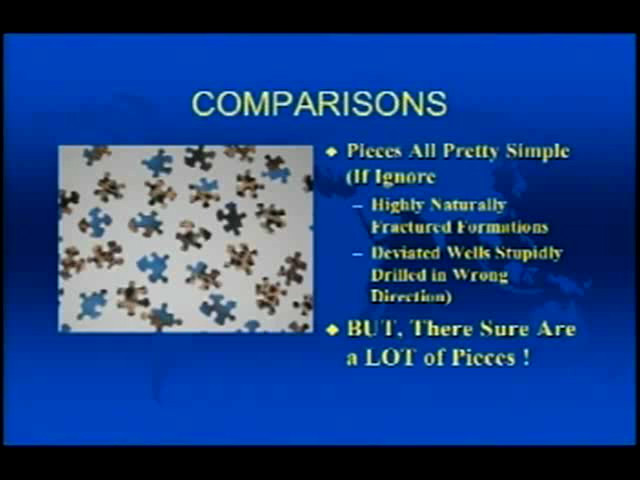 COMPARISONS
Pieces All Pretty Simple
(If Ignore
– Highly Naturally
Fractured Formations
– Deviated Wells Stupidly
Drilled in Wrong
Direction)
BUT, There Sure Are
a LOT of Pieces !